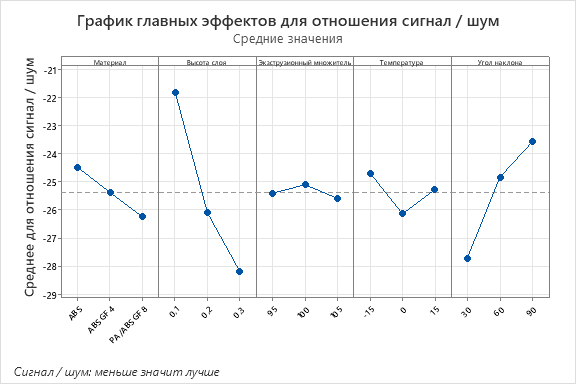 График главных эффектов для отношения сигнал / шум
Средние значения
Среднее для отношения сигнал / шум
Материал Высота слоя Экструзионный множитель Температура Угол наклона
-21
-22
-23
-24
-25
-26
-27
-28
-29
ABS ABS GF 4 PA/ABS GF 8 0,1 0,2 0,3 95 100 105 -15 0 15 30 60 90
Сигнал / шум: меньше значит лучше